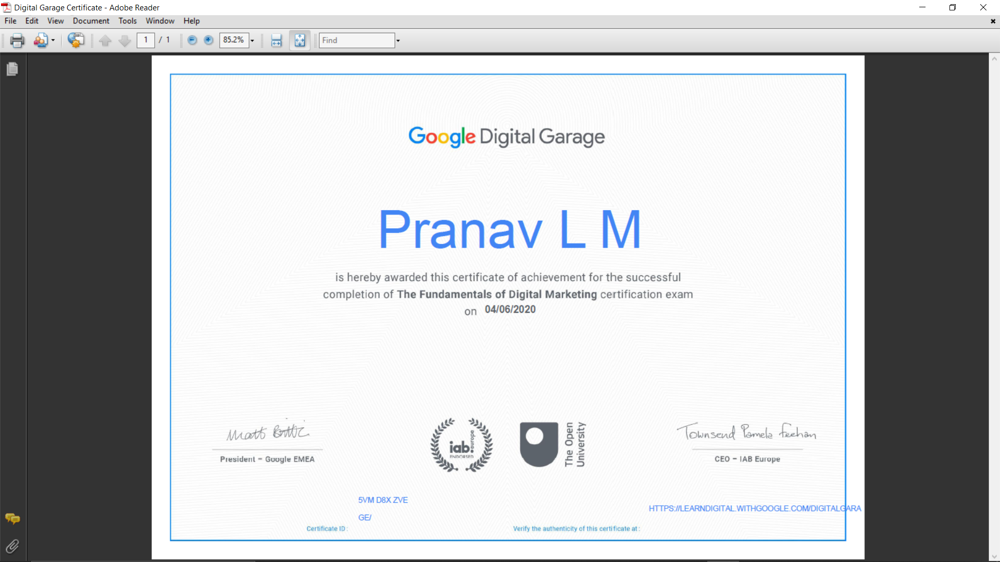 Digital Garage Certificate - Adobe Reader
File Edit View Document Tools Window Help
1 / 1 85.2% Find
Google Digital Garage
Pranav L M
is hereby awarded this certificate of achievement for the successful
completion of The Fundamentals of Digital Marketing certification exam
on 04/06/2020
Matt Brittin
Townsend Pamela Feehan
iab: europe
ENDORSED
The Open
University
President – Google EMEA
CEO – IAB Europe
5VM D8X ZVE
HTTPS://LEARNDIGITAL.WITHGOOGLE.COM/DIGITALGARA
GE/
Certificate ID :
Verify the authenticity of this certificate at :